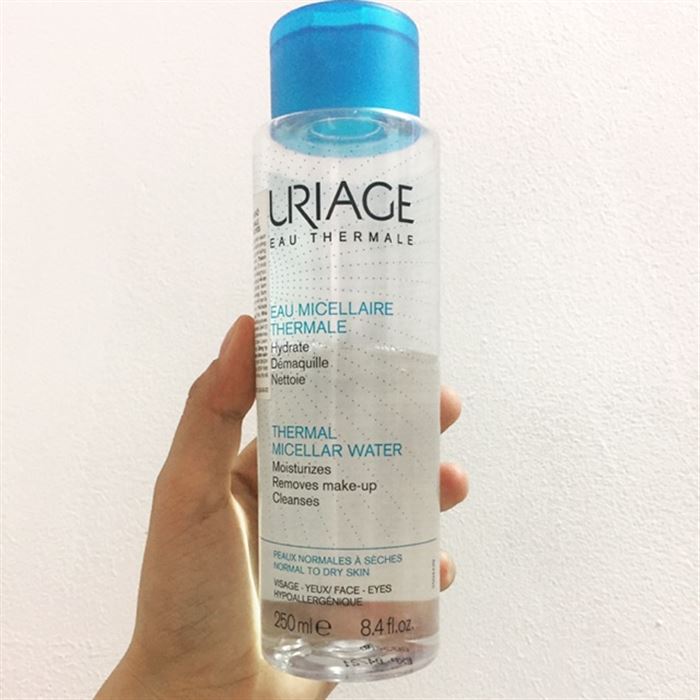 URIAGE
EAU THERMALE
EAU MICELLAIRE
THERMALE
Hydrate
Démaquille
Nettoie
THERMAL
MICELLAR WATER
Moisturizes
Removes make-up
Cleanses
PEAUX NORMALES À SÈCHES
NORMAL TO DRY SKIN
VISAGE - YEUX/ FACE - EYES
HYPOALLERGÉNIQUE
250 ml e 8.4 fl.oz.